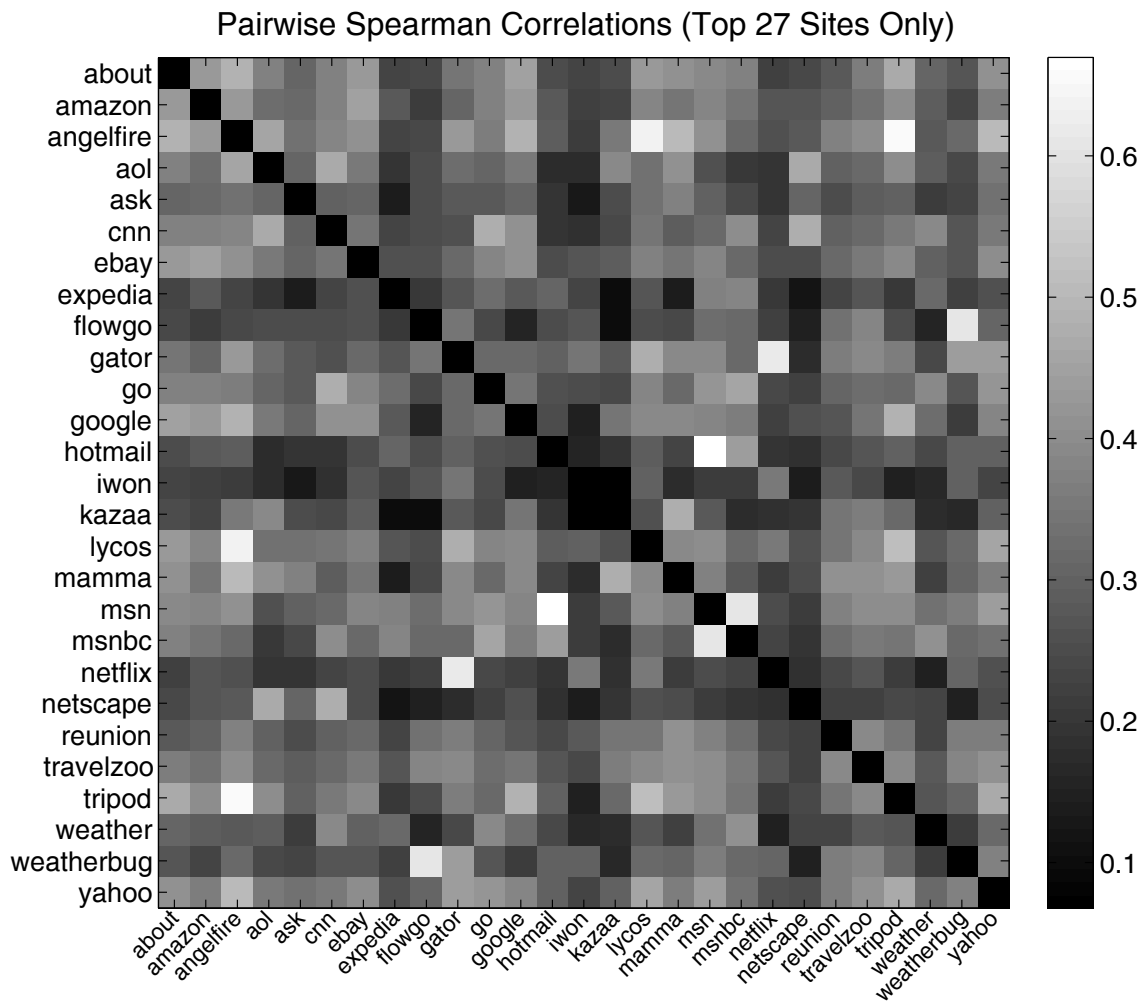 Pairwise Spearman Correlations (Top 27 Sites Only)
about
amazon
angelfire
aol
ask
cnn
ebay
expedia
flowgo
gator
go
google
hotmail
iwon
kazaa
lycos
mamma
msn
msnbc
netflix
netscape
reunion
travelzoo
tripod
weather
weatherbug
yahoo
0.6
0.5
0.4
0.3
0.2
0.1
about
amazon
angelfire
aol
ask
cnn
ebay
expedia
flowgo
gator
go
google
hotmail
iwon
kazaa
lycos
mamma
msn
msnbc
netflix
netscape
reunion
travelzoo
tripod
weather
weatherbug
yahoo